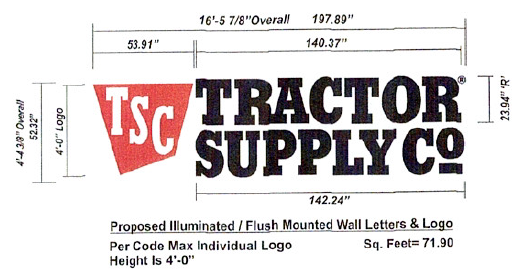 16'-5 7/8" Overall 197.89"
53.91" 140.37"
4'-4 3/8" Overall
52.32"
4'-0" Logo
TSC
TRACTOR®
SUPPLY Co
23.94" 'R'
142.24"
Proposed Illuminated / Flush Mounted Wall Letters & Logo
Per Code Max Individual Logo Sq. Feet= 71.90
Height Is 4'-0"